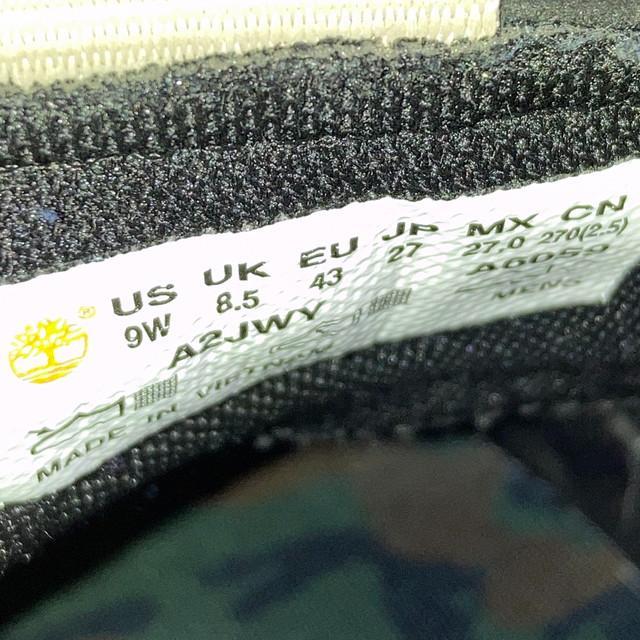 US UK EU JP MX CN
9W 8.5 43 27 27.0 270(2.5)
A2JWY
MADE IN VIETNAM
MENS